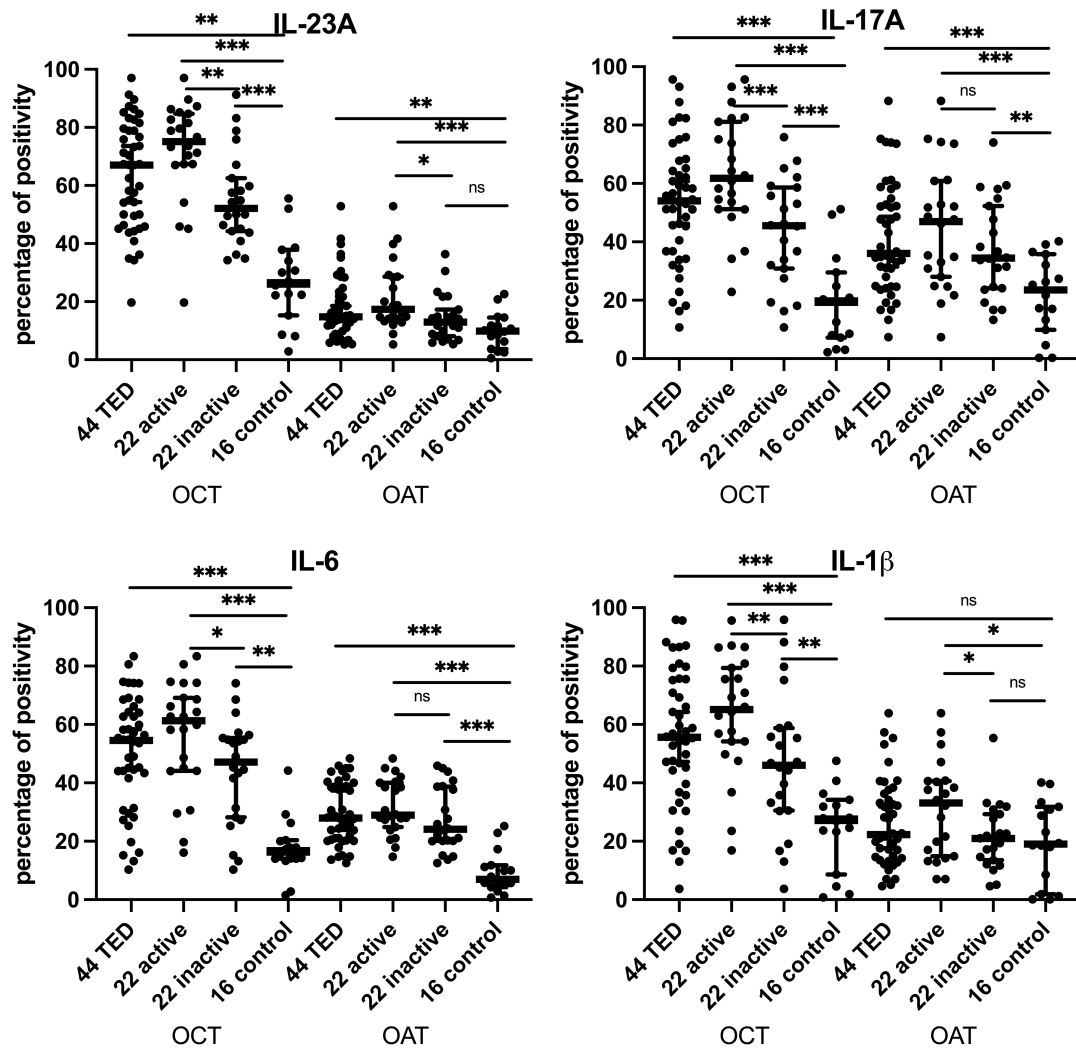 IL-23A
**
***
**
***
**
***
*
ns
percentage of positivity
100
80
60
40
20
0
44 TED
22 active
22 inactive
16 control
44 TED
22 active
22 inactive
16 control
OCT
OAT
IL-17A
***
***
***
***
***
***
ns
**
percentage of positivity
100
80
60
40
20
0
44 TED
22 active
22 inactive
16 control
44 TED
22 active
22 inactive
16 control
OCT
OAT
IL-6
***
***
*
**
***
***
ns
***
percentage of positivity
100
80
60
40
20
0
44 TED
22 active
22 inactive
16 control
44 TED
22 active
22 inactive
16 control
OCT
OAT
IL-1β
***
***
**
**
ns
*
*
ns
percentage of positivity
100
80
60
40
20
0
44 TED
22 active
22 inactive
16 control
44 TED
22 active
22 inactive
16 control
OCT
OAT